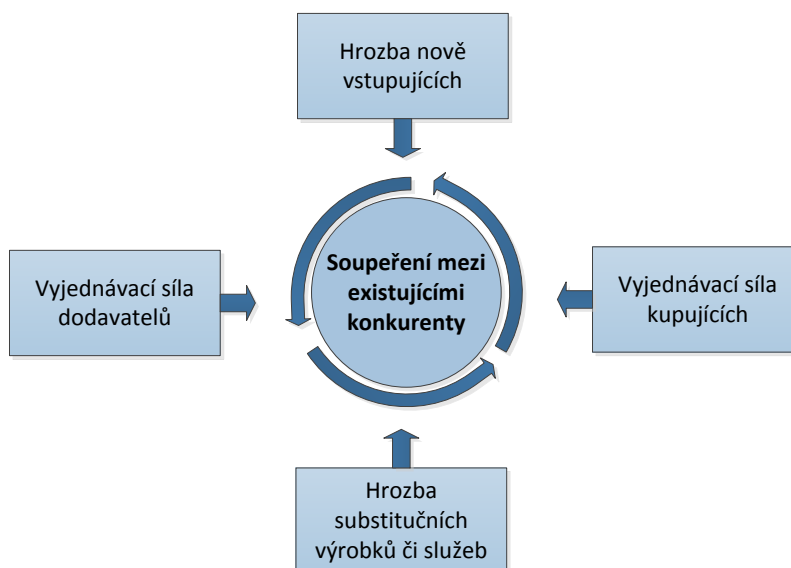 Hrozba nově
vstupujících
Vyjednávací síla
dodavatelů
Soupeření mezi
existujícími
konkurenty
Vyjednávací síla
kupujících
Hrozba
substitučních
výrobků či služeb